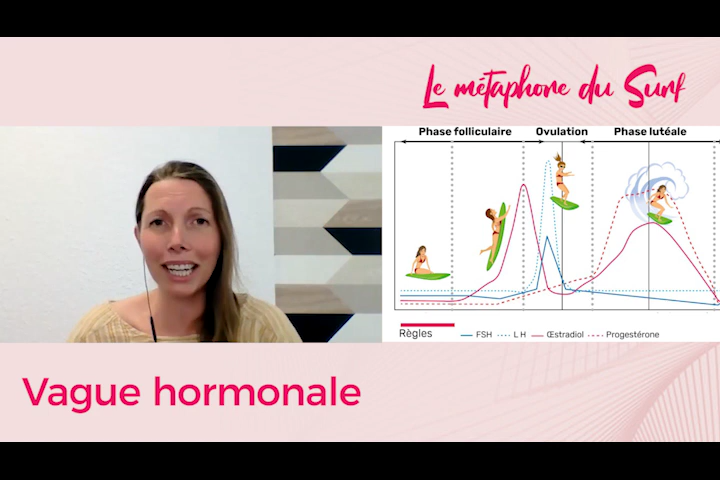 Le métaphore du Surf
Phase folliculaire Ovulation Phase lutéale
Règles
FSH L H Œstradiol Progestérone
Vague hormonale